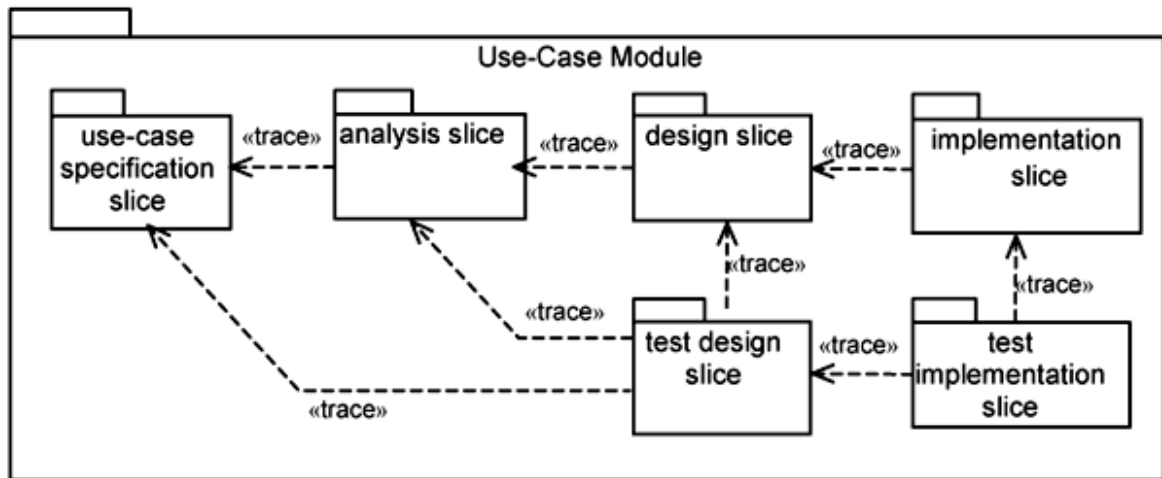 Use-Case Module
use-case
specification
slice
«trace»
analysis slice
«trace»
design slice
«trace»
implementation
slice
«trace»
«trace»
«trace»
«trace»
test design
slice
«trace»
test
implementation
slice